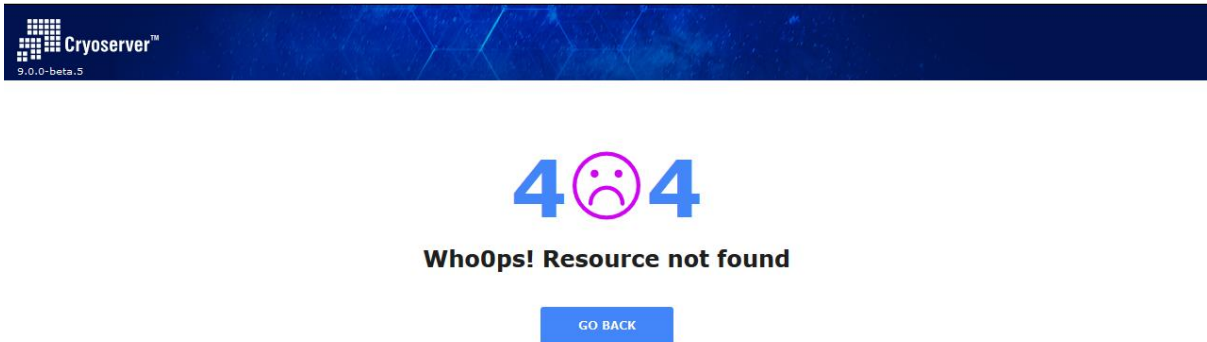 Cryoserver™
9.0.0-beta.5
4 4
Who0ps! Resource not found
GO BACK